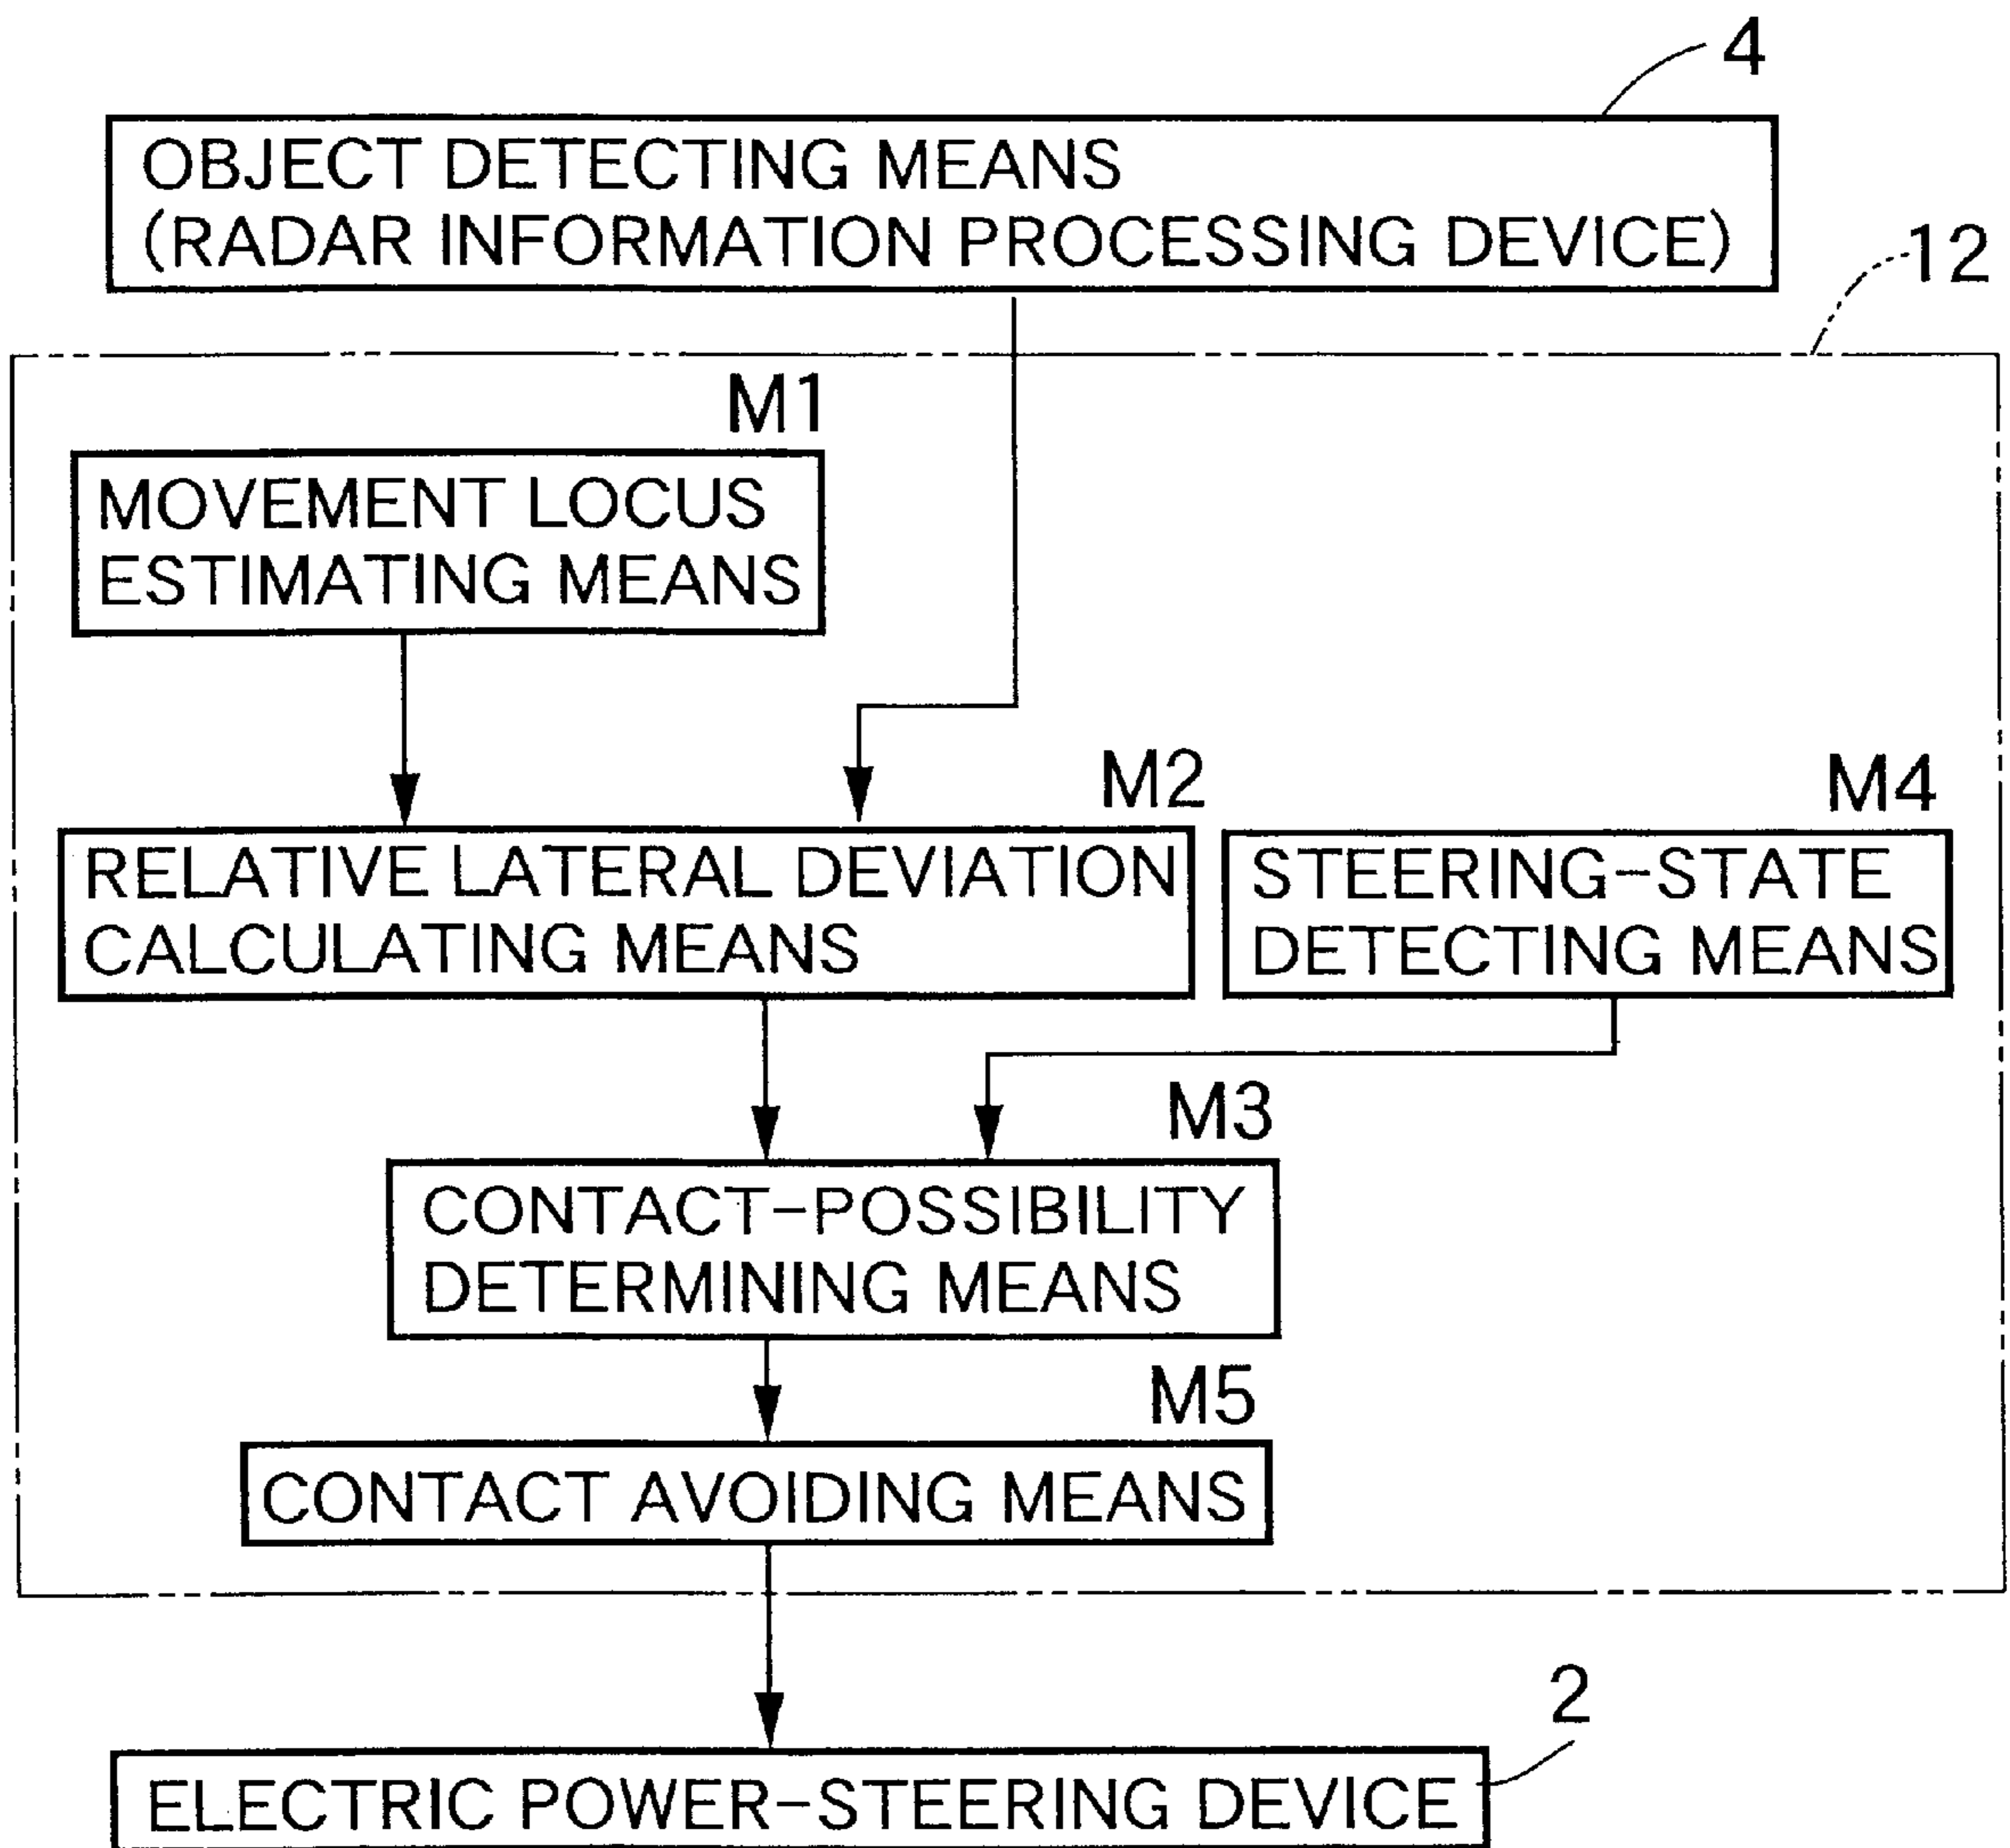 4
OBJECT DETECTING MEANS
(RADAR INFORMATION PROCESSING DEVICE)
12
M1
MOVEMENT LOCUS
ESTIMATING MEANS
M2
RELATIVE LATERAL DEVIATION
CALCULATING MEANS
M4
STEERING-STATE
DETECTING MEANS
M3
CONTACT-POSSIBILITY
DETERMINING MEANS
M5
CONTACT AVOIDING MEANS
2
ELECTRIC POWER-STEERING DEVICE